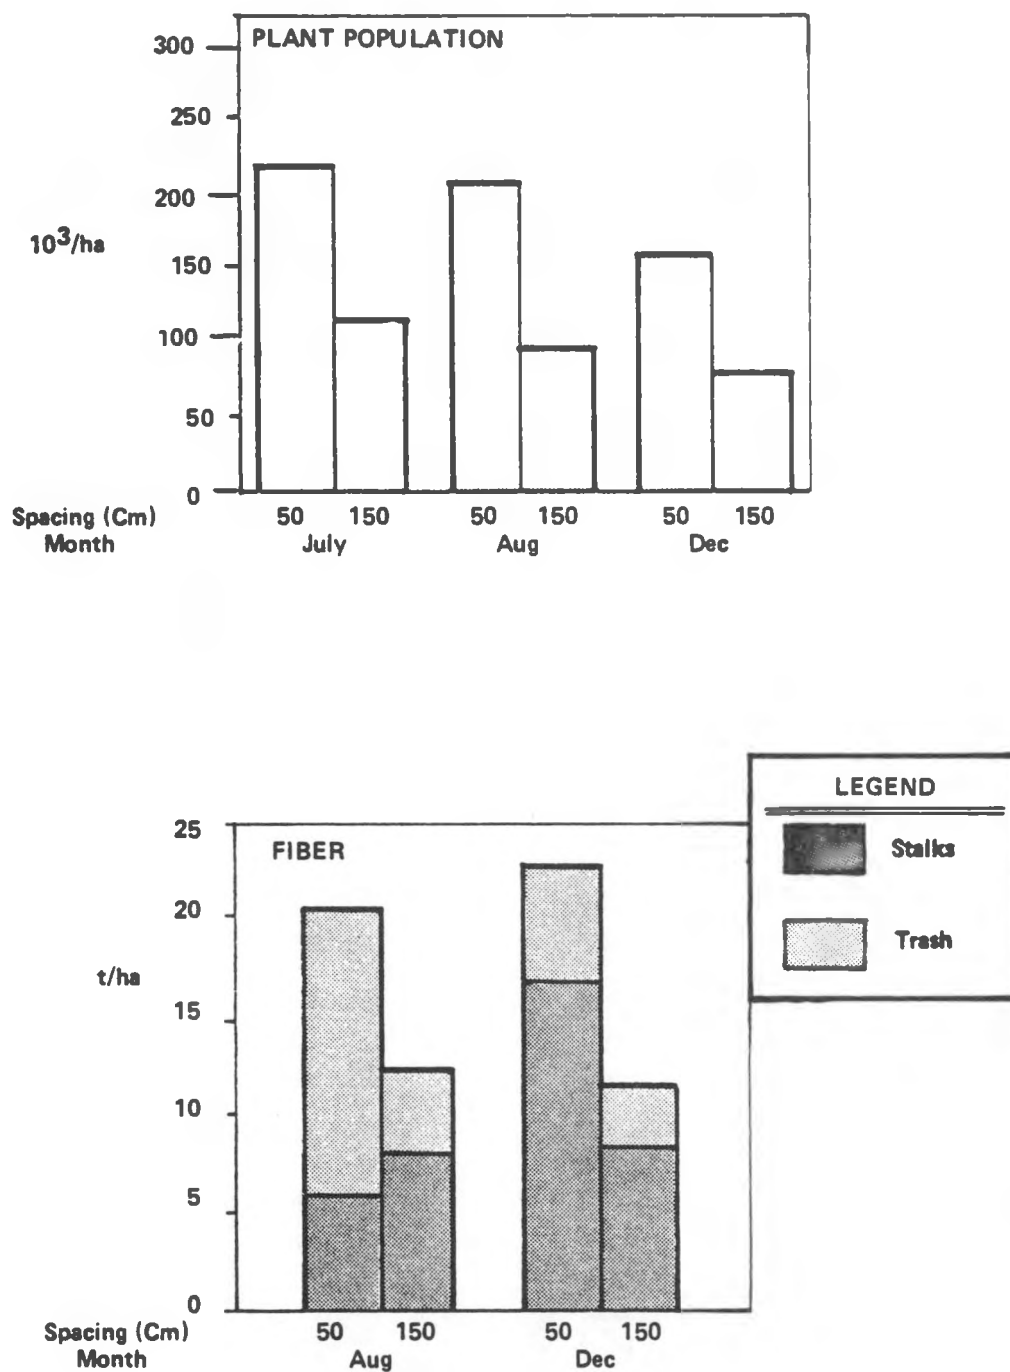 PLANT POPULATION
300
250
200
10³/ha
150
100
50
0
Spacing (Cm) 50 150 50 150 50 150
Month July Aug Dec
LEGEND
Stalks
Trash
25
FIBER
20
t/ha
15
10
5
0
Spacing (Cm) 50 150 50 150
Month Aug Dec